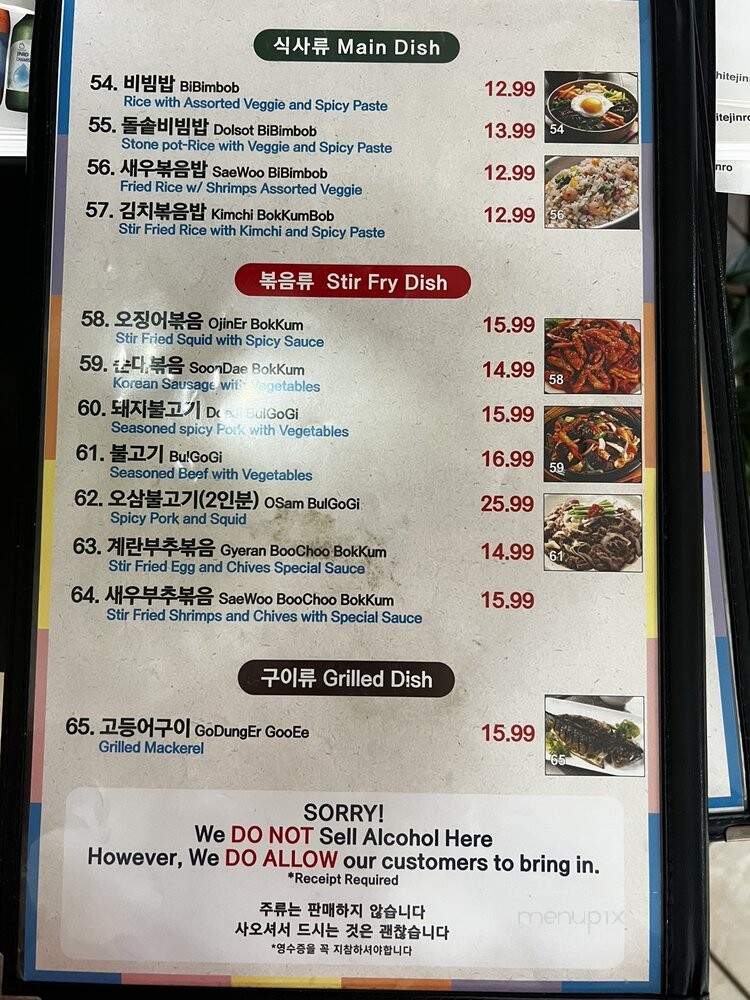 식사류 Main Dish
54. 비빔밥 BiBimbob 12.99
Rice with Assorted Veggie and Spicy Paste
55. 돌솥비빔밥 Dolsot BiBimbob 13.99
Stone pot-Rice with Veggie and Spicy Paste
54
56. 새우볶음밥 SaeWoo BiBimbob 12.99
Fried Rice w/ Shrimps Assorted Veggie
57. 김치볶음밥 Kimchi BokKumBob 12.99
Stir Fried Rice with Kimchi and Spicy Paste
56
볶음류 Stir Fry Dish
58. 오징어볶음 OjinEr BokKum 15.99
Stir Fried Squid with Spicy Sauce
59. 순대볶음 SoonDae BokKum 14.99
Korean Sausage with Vegetables
58
60. 돼지불고기 BulGoGi 15.99
Seasoned spicy Pork with Vegetables
61. 불고기 BulGoGi 16.99
Seasoned Beef with Vegetables
59
62. 오삼불고기(2인분) OSam BulGoGi 25.99
Spicy Pork and Squid
63. 계란부추볶음 Gyeran BooChoo BokKum 14.99
Stir Fried Egg and Chives Special Sauce
61
64. 새우부추볶음 SaeWoo BooChoo BokKum 15.99
Stir Fried Shrimps and Chives with Special Sauce
구이류 Grilled Dish
65. 고등어구이 GoDungEr GooEe 15.99
Grilled Mackerel
65
SORRY!
We DO NOT Sell Alcohol Here
However, We DO ALLOW our customers to bring in.
*Receipt Required
주류는 판매하지 않습니다
사오셔서 드시는 것은 괜찮습니다
*영수증을 꼭 지참하셔야합니다
menupix
hitejinro
itejinro
nro